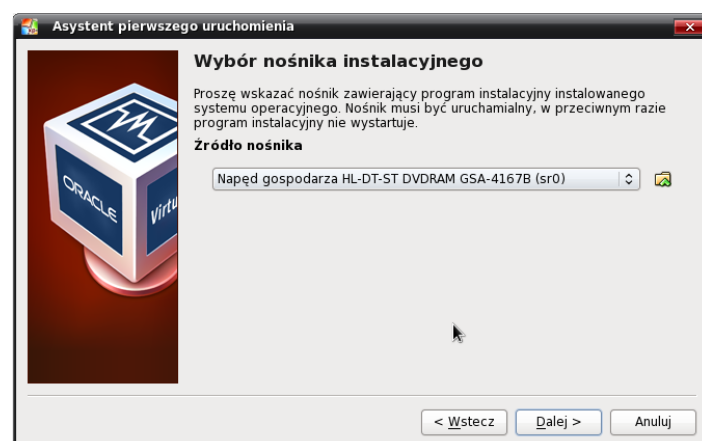 Asystent pierwszego uruchomienia
Wybór nośnika instalacyjnego
Proszę wskazać nośnik zawierający program instalacyjny instalowanego
systemu operacyjnego. Nośnik musi być uruchamialny, w przeciwnym razie
program instalacyjny nie wystartuje.
Źródło nośnika
Napęd gospodarza HL-DT-ST DVDRAM GSA-4167B (sr0)
ORACLE
Virtu
< Wstecz
Dalej >
Anuluj